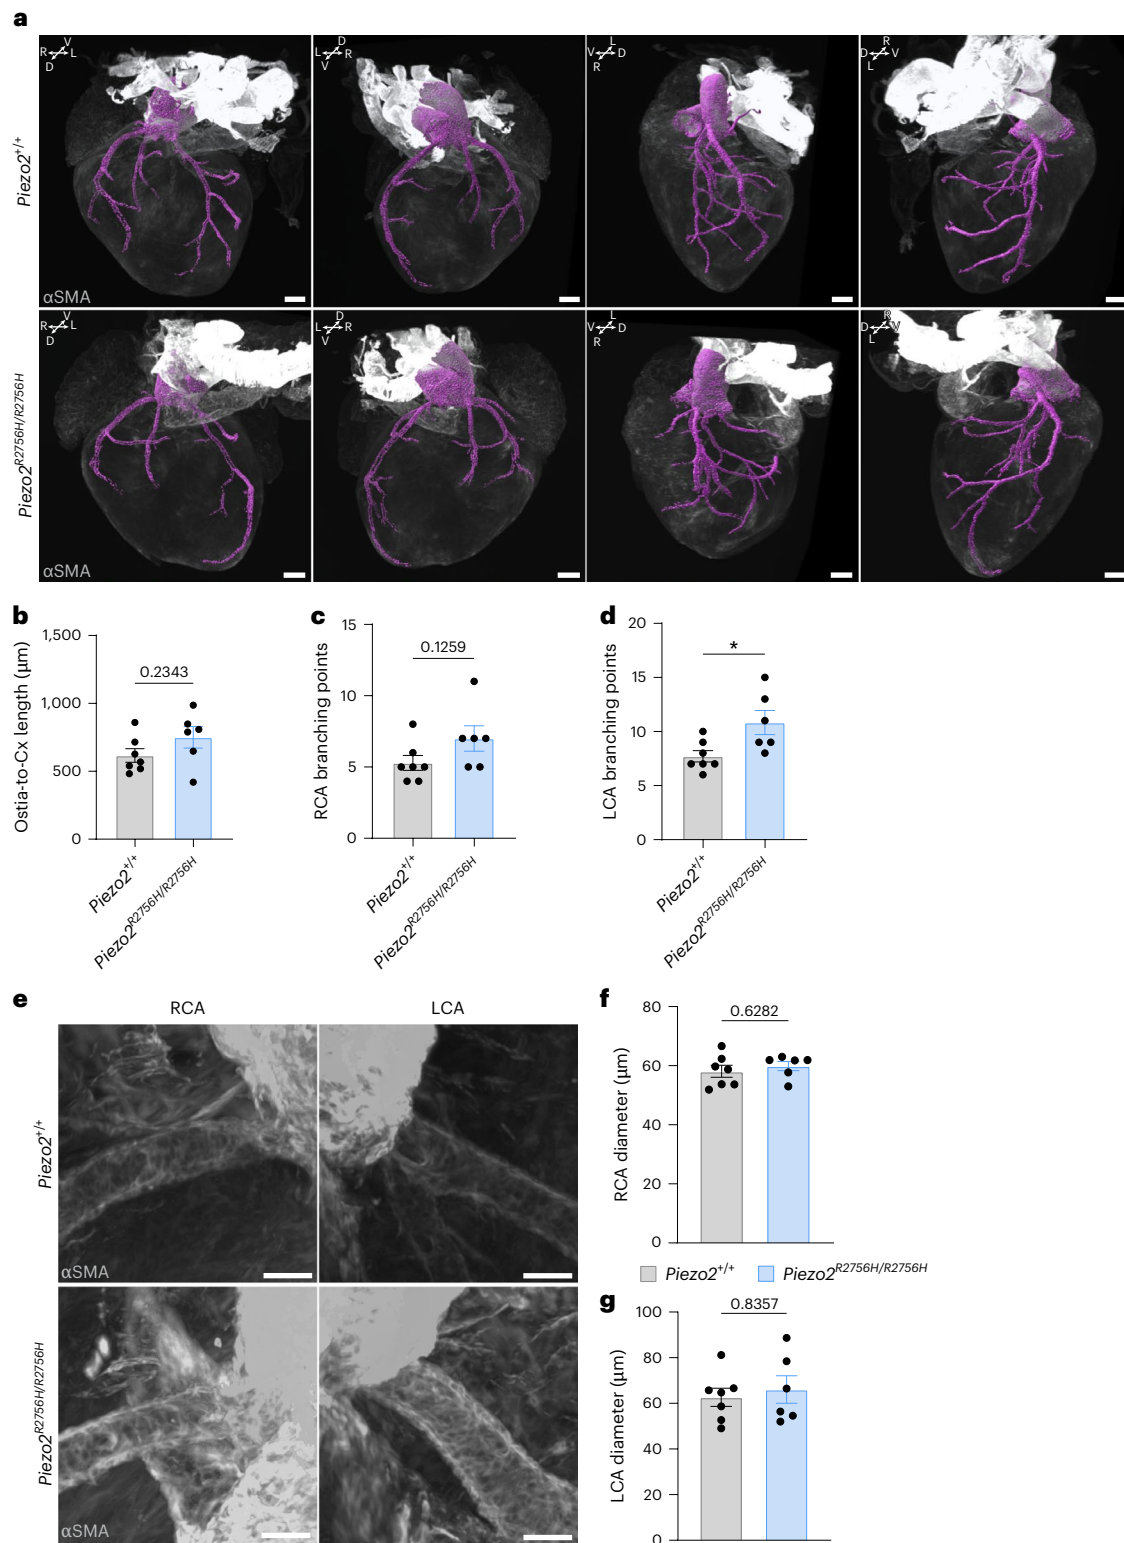 a
V
R L
D
D
L R
V
L
V D
R
R
D V
L
Piezo2+/+
αSMA
V
R L
D
D
L R
V
L
V D
R
R
D V
L
Piezo2R2756H/R2756H
αSMA
b
Ostia-to-Cx length (μm)
1,500
1,000
500
0
0.2343
Piezo2+/+
Piezo2R2756H/R2756H
c
RCA branching points
15
10
5
0
0.1259
Piezo2+/+
Piezo2R2756H/R2756H
d
LCA branching points
20
15
10
5
0
*
Piezo2+/+
Piezo2R2756H/R2756H
e
RCA
LCA
Piezo2+/+
αSMA
Piezo2R2756H/R2756H
αSMA
f
RCA diameter (μm)
80
60
40
20
0
0.6282
Piezo2+/+
Piezo2R2756H/R2756H
g
LCA diameter (μm)
100
80
60
40
20
0
0.8357